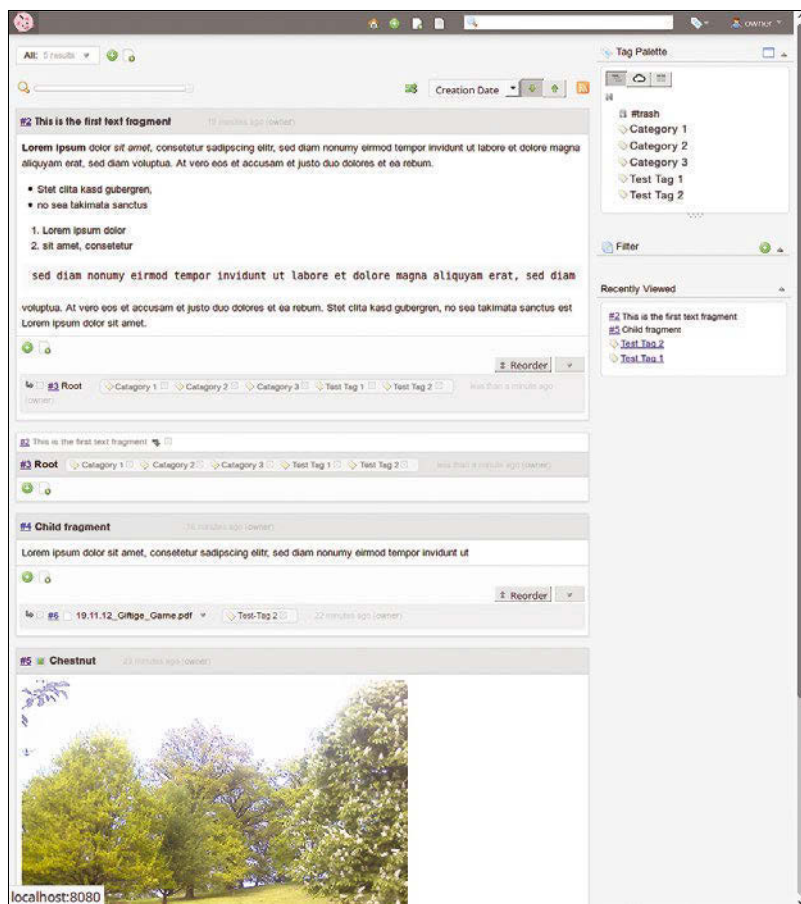 owner
All: 5 results
Creation Date
#2 This is the first text fragment
19 minutes ago (owner)
Lorem ipsum dolor sit amet, consetetur sadipscing elitr, sed diam nonumy eirmod tempor invidunt ut labore et dolore magna
aliquyam erat, sed diam voluptua. At vero eos et accusam et justo duo dolores et ea rebum.
• Stet clita kasd gubergren,
• no sea takimata sanctus
1. Lorem ipsum dolor
2. sit amet, consetetur
sed diam nonumy eirmod tempor invidunt ut labore et dolore magna aliquyam erat, sed diam
voluptua. At vero eos et accusam et justo duo dolores et ea rebum. Stet clita kasd gubergren, no sea takimata sanctus est
Lorem ipsum dolor sit amet.
Reorder
#3 Root Category 1 Category 2 Category 3 Test Tag 1 Test Tag 2 less than a minute ago
(owner)
#2 This is the first text fragment
#3 Root Category 1 Category 2 Category 3 Test Tag 1 Test Tag 2 less than a minute ago (owner)
#4 Child fragment
minutes ago (owner)
Lorem ipsum dolor sit amet, consetetur sadipscing elitr, sed diam nonumy eirmod tempor invidunt ut
Reorder
#6 19.11.12_Giftige_Game.pdf Test-Tag 2 22 minutes ago (owner)
#5 Chestnut
minutes ago (owner)
localhost:8080
Tag Palette
#trash
Category 1
Category 2
Category 3
Test Tag 1
Test Tag 2
Filter
Recently Viewed
#2 This is the first text fragment
#5 Child fragment
Test Tag 2
Test Tag 1